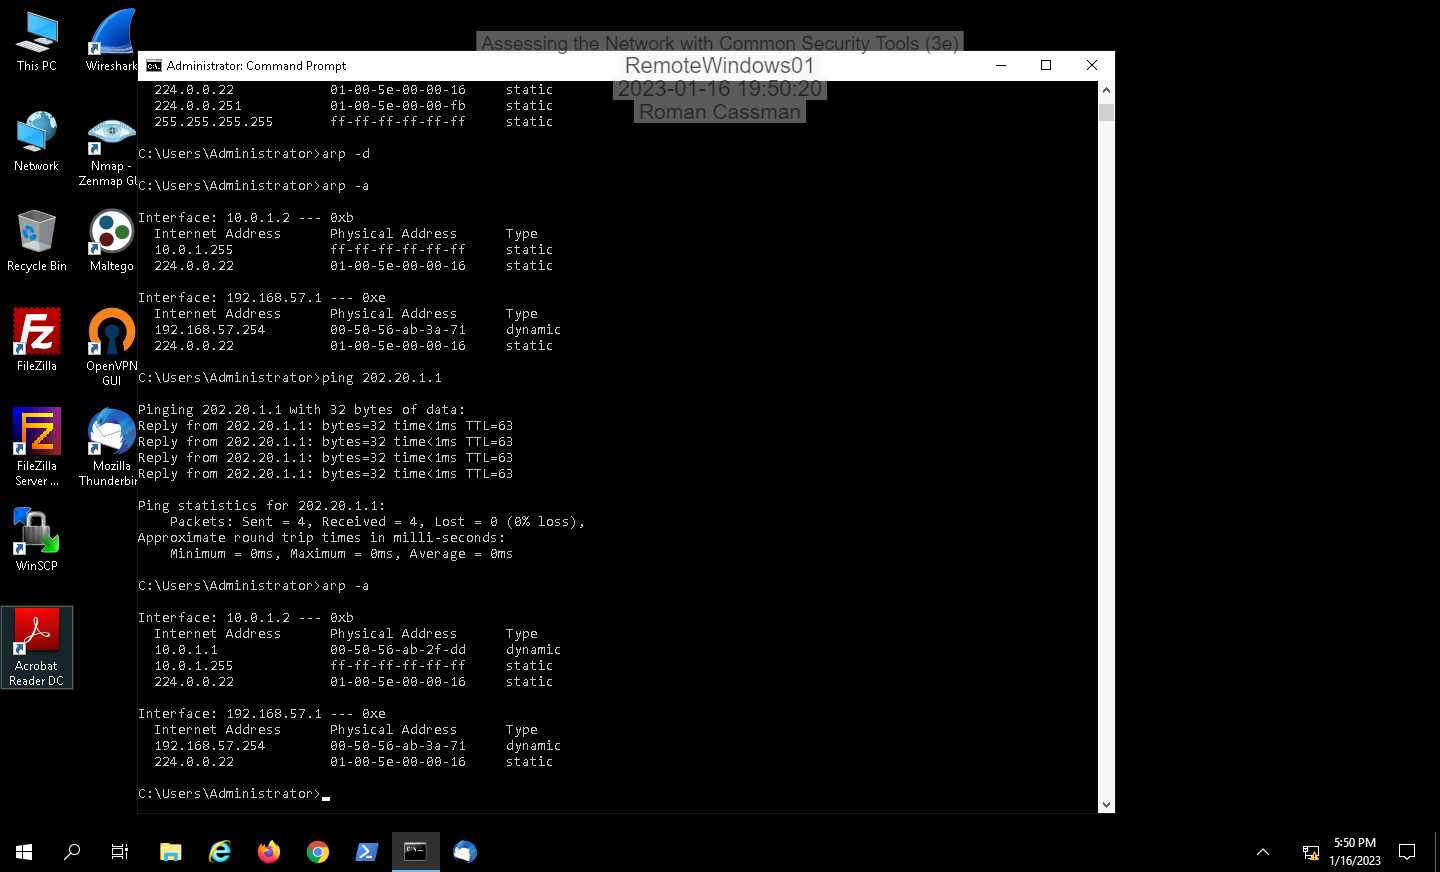 Assessing the Network with Common Security Tools (3e)
RemoteWindows01
2023-01-16 19:50:20
Roman Cassman
This PC
Wireshark
Network
Nmap -
Zenmap GU
Recycle Bin
Maltego
FileZilla
OpenVPN
GUI
FileZilla
Server ...
Mozilla
Thunderbir
WinSCP
Acrobat
Reader DC
Administrator: Command Prompt
224.0.0.22 01-00-5e-00-00-16 static
224.0.0.251 01-00-5e-00-00-fb static
255.255.255.255 ff-ff-ff-ff-ff-ff static
C:\Users\Administrator>arp -d
C:\Users\Administrator>arp -a
Interface: 10.0.1.2 --- 0xb
Internet Address Physical Address Type
10.0.1.255 ff-ff-ff-ff-ff-ff static
224.0.0.22 01-00-5e-00-00-16 static
Interface: 192.168.57.1 --- 0xe
Internet Address Physical Address Type
192.168.57.254 00-50-56-ab-3a-71 dynamic
224.0.0.22 01-00-5e-00-00-16 static
C:\Users\Administrator>ping 202.20.1.1
Pinging 202.20.1.1 with 32 bytes of data:
Reply from 202.20.1.1: bytes=32 time<1ms TTL=63
Reply from 202.20.1.1: bytes=32 time<1ms TTL=63
Reply from 202.20.1.1: bytes=32 time<1ms TTL=63
Reply from 202.20.1.1: bytes=32 time<1ms TTL=63
Ping statistics for 202.20.1.1:
Packets: Sent = 4, Received = 4, Lost = 0 (0% loss),
Approximate round trip times in milli-seconds:
Minimum = 0ms, Maximum = 0ms, Average = 0ms
C:\Users\Administrator>arp -a
Interface: 10.0.1.2 --- 0xb
Internet Address Physical Address Type
10.0.1.1 00-50-56-ab-2f-dd dynamic
10.0.1.255 ff-ff-ff-ff-ff-ff static
224.0.0.22 01-00-5e-00-00-16 static
Interface: 192.168.57.1 --- 0xe
Internet Address Physical Address Type
192.168.57.254 00-50-56-ab-3a-71 dynamic
224.0.0.22 01-00-5e-00-00-16 static
C:\Users\Administrator>
5:50 PM
1/16/2023